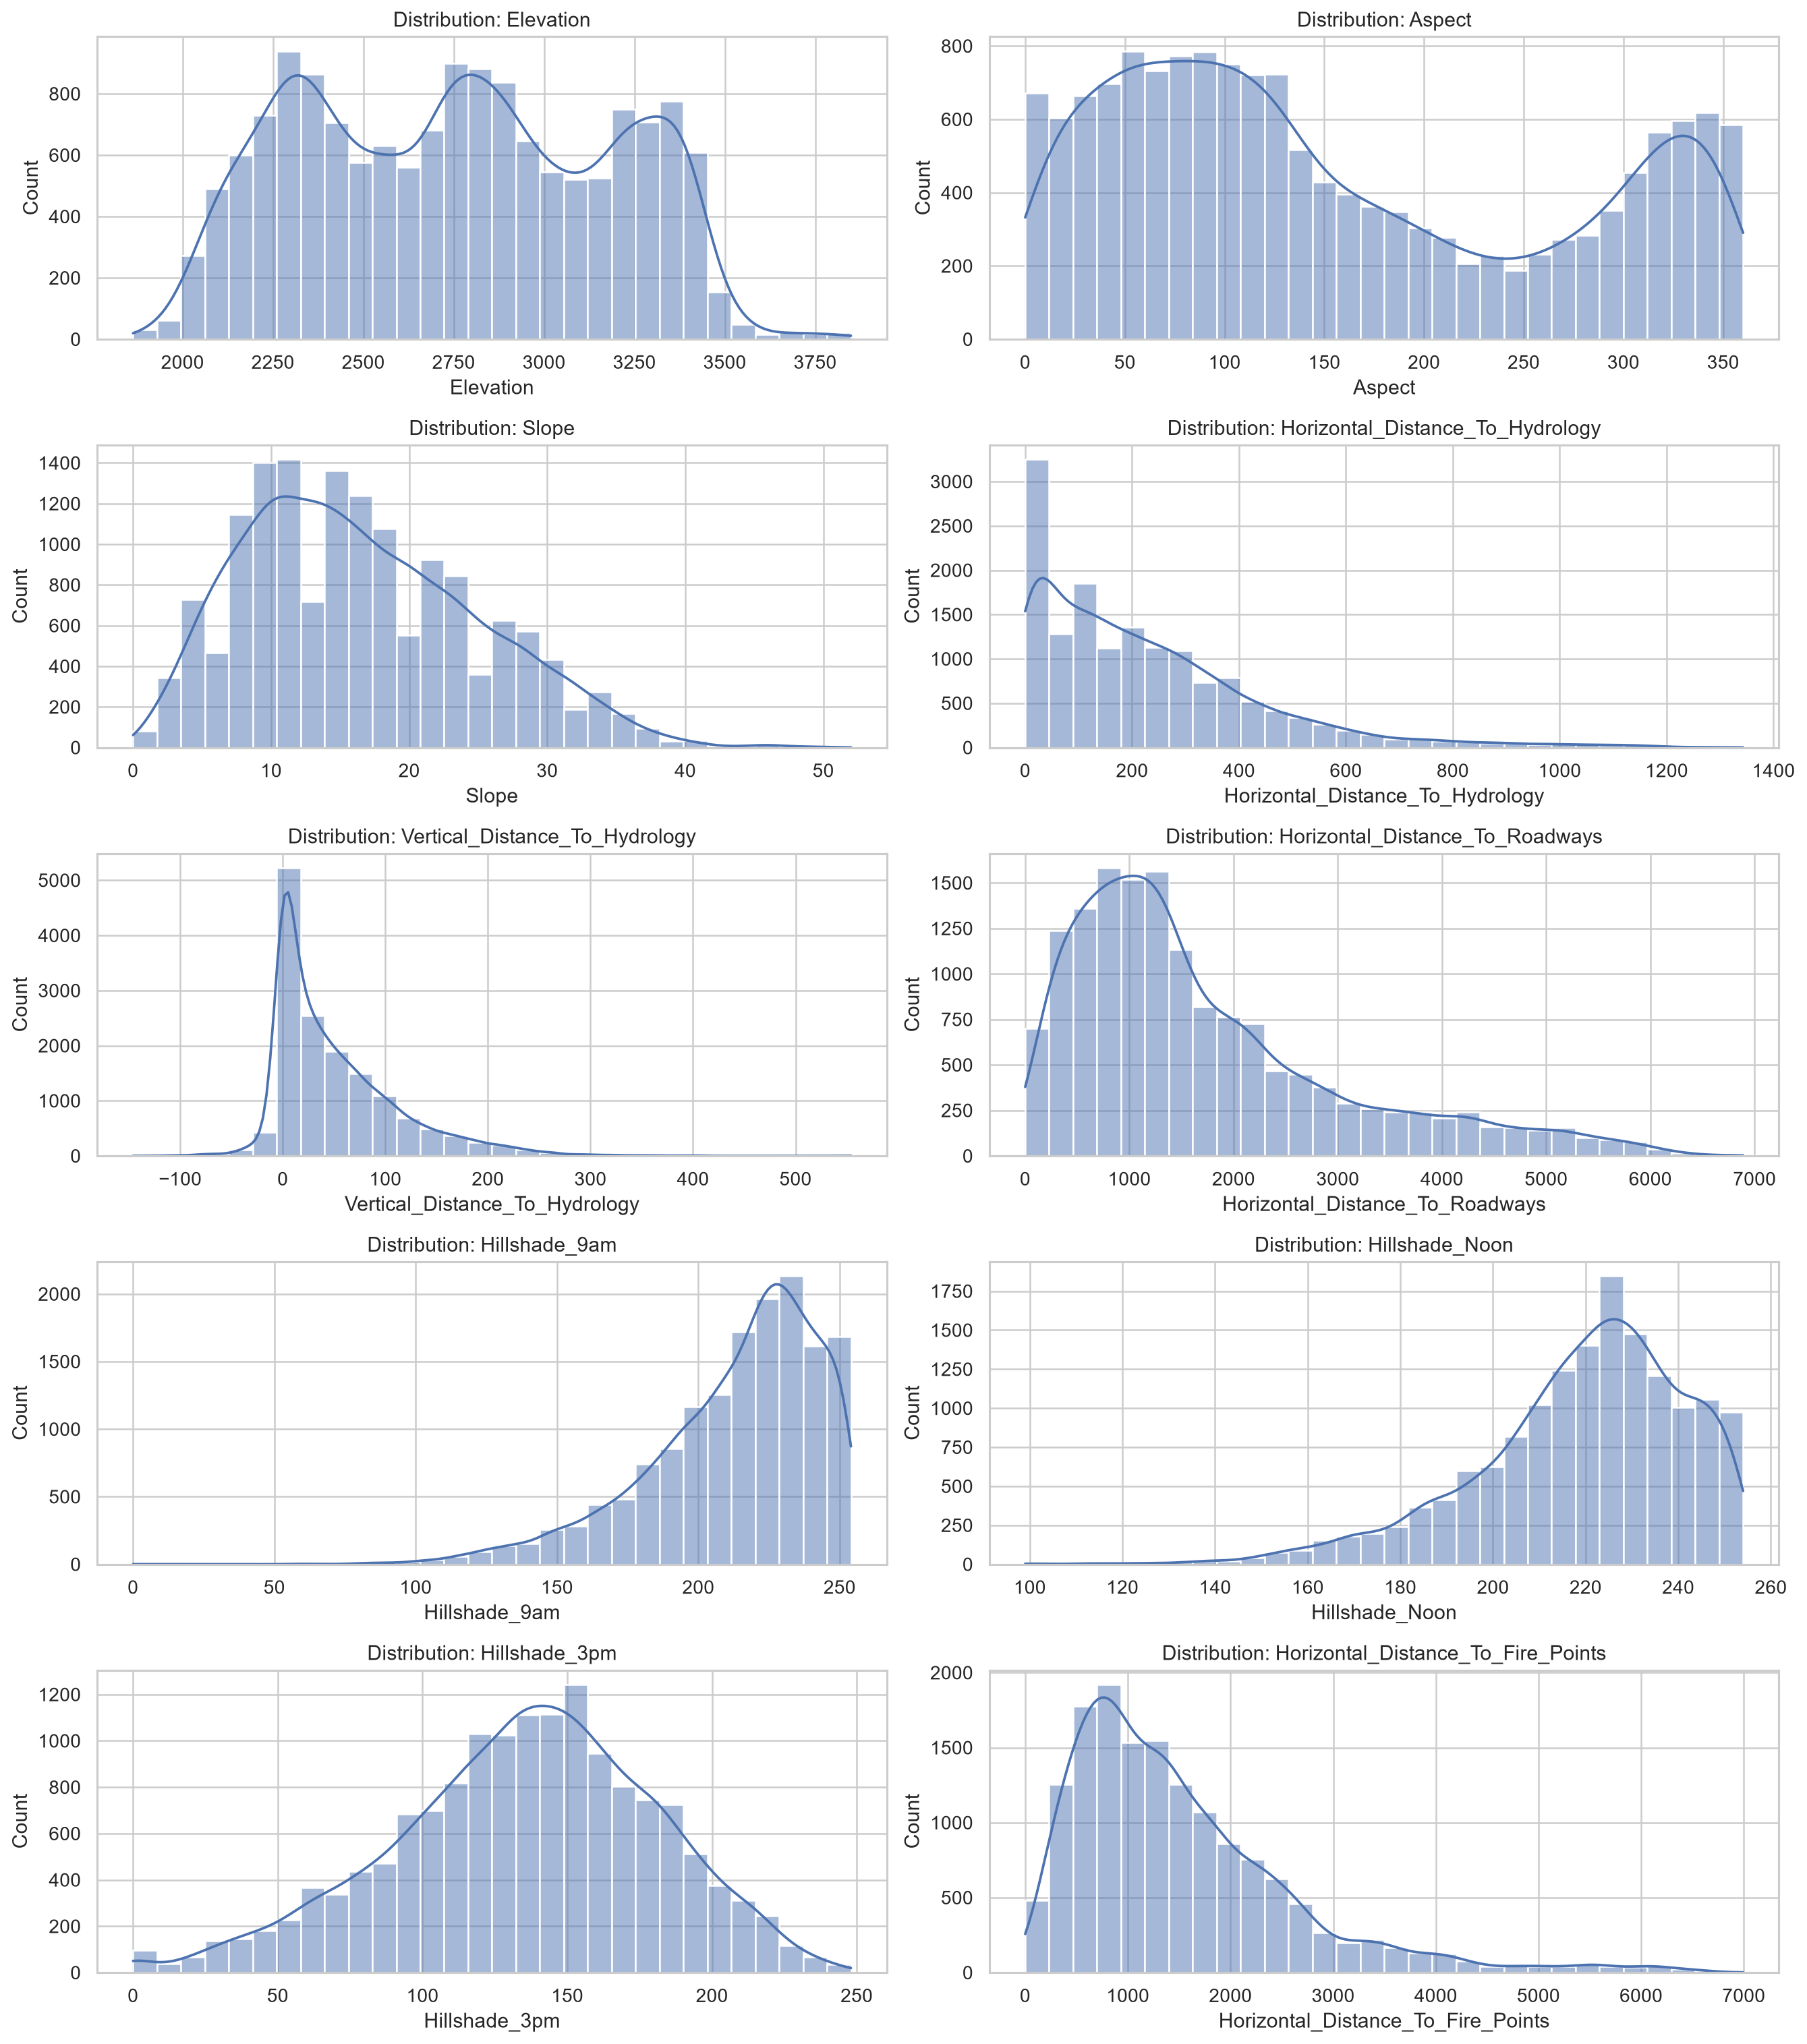 Distribution: Elevation
Count
800
600
400
200
0
2000 2250 2500 2750 3000 3250 3500 3750
Elevation
Distribution: Aspect
Count
800
600
400
200
0
0 50 100 150 200 250 300 350
Aspect
Distribution: Slope
Count
1400
1200
1000
800
600
400
200
0
0 10 20 30 40 50
Slope
Distribution: Horizontal_Distance_To_Hydrology
Count
3000
2500
2000
1500
1000
500
0
0 200 400 600 800 1000 1200 1400
Horizontal_Distance_To_Hydrology
Distribution: Vertical_Distance_To_Hydrology
Count
5000
4000
3000
2000
1000
0
−100 0 100 200 300 400 500
Vertical_Distance_To_Hydrology
Distribution: Horizontal_Distance_To_Roadways
Count
1500
1250
1000
750
500
250
0
0 1000 2000 3000 4000 5000 6000 7000
Horizontal_Distance_To_Roadways
Distribution: Hillshade_9am
Count
2000
1500
1000
500
0
0 50 100 150 200 250
Hillshade_9am
Distribution: Hillshade_Noon
Count
1750
1500
1250
1000
750
500
250
0
100 120 140 160 180 200 220 240 260
Hillshade_Noon
Distribution: Hillshade_3pm
Count
1200
1000
800
600
400
200
0
0 50 100 150 200 250
Hillshade_3pm
Distribution: Horizontal_Distance_To_Fire_Points
Count
2000
1500
1000
500
0
0 1000 2000 3000 4000 5000 6000 7000
Horizontal_Distance_To_Fire_Points